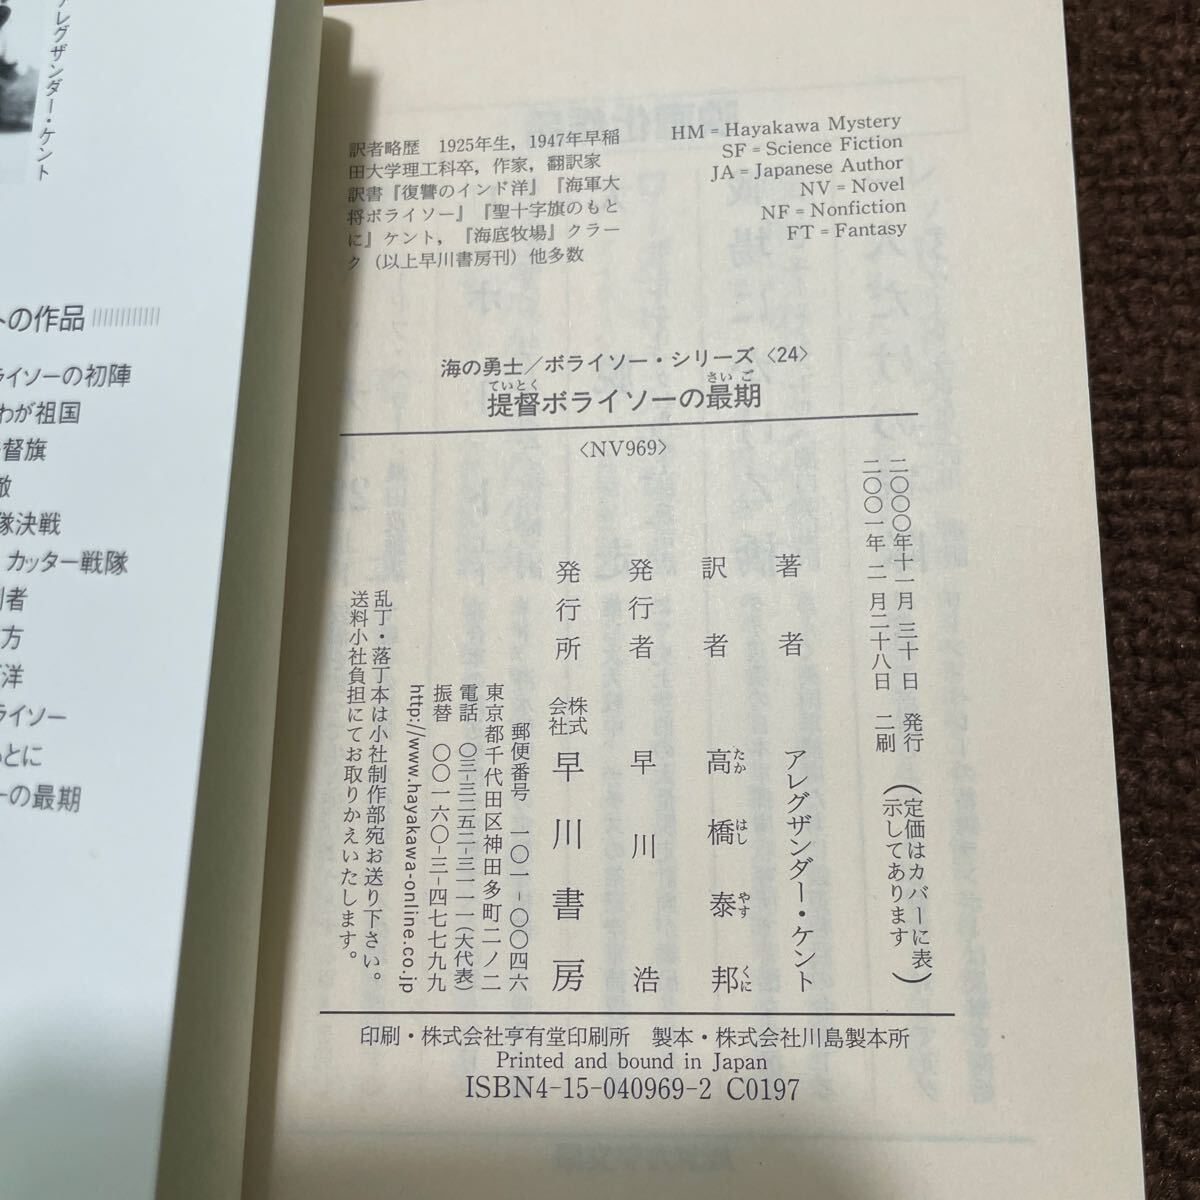 アレグザンダー・ケント
トの作品
ライソーの初陣
わが祖国
督旗
敵
隊決戦
カッター戦隊
者
方
洋
ライソー
もとに
ーの最期
訳者略歴　1925年生，1947年早稲
田大学理工科卒，作家，翻訳家
訳書『復讐のインド洋』『海軍大
将ボライソー』『聖十字旗のもと
に』ケント，『海底牧場』クラー
ク（以上早川書房刊）他多数
HM = Hayakawa Mystery
SF = Science Fiction
JA = Japanese Author
NV = Novel
NF = Nonfiction
FT = Fantasy
海の勇士／ボライソー・シリーズ〈24〉
ていとく　さいご
提督ボライソーの最期
〈NV969〉
二〇〇〇年十一月三十日　発行
二〇〇一年二月二十八日　二刷
（定価はカバーに表
示してあります）
著者　アレグザンダー・ケント
訳者　高橋泰邦
たか　はし　やす　くに
発行者　早川　浩
発行所　株式会社　早川書房
郵便番号　一〇一-〇〇四六
東京都千代田区神田多町二ノ二
電話　〇三-三二五二-三一一一（大代表）
振替　〇〇一六〇-三-四七七九九
http://www.hayakawa-online.co.jp
乱丁・落丁本は小社制作部宛お送り下さい。
送料小社負担にてお取りかえいたします。
印刷・株式会社亨有堂印刷所　製本・株式会社川島製本所
Printed and bound in Japan
ISBN4-15-040969-2 C0197